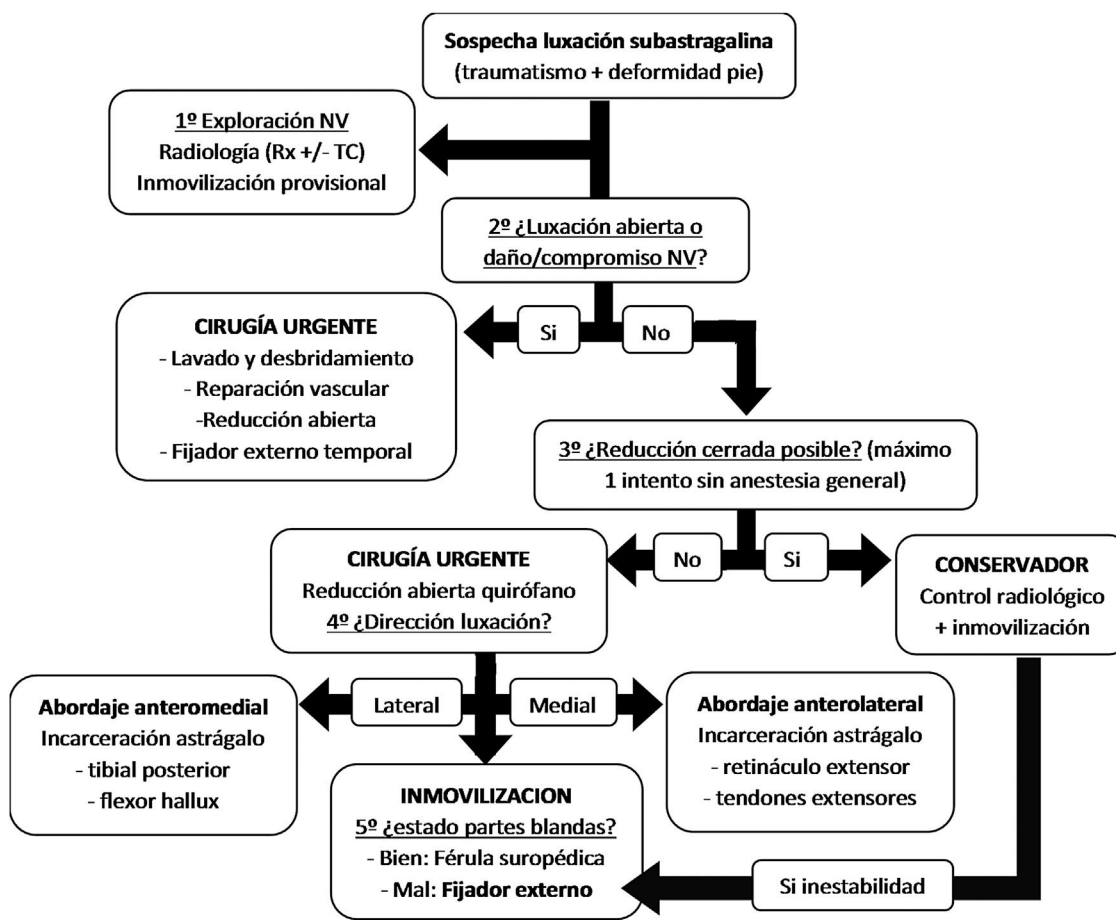 Sospecha luxación subastragalina
(traumatismo + deformidad pie)
1º Exploración NV
Radiología (Rx +/- TC)
Inmovilización provisional
2º ¿Luxación abierta o
daño/compromiso NV?
Si
No
CIRUGÍA URGENTE
- Lavado y desbridamiento
- Reparación vascular
-Reducción abierta
- Fijador externo temporal
3º ¿Reducción cerrada posible? (máximo
1 intento sin anestesia general)
No
Si
CIRUGÍA URGENTE
Reducción abierta quirófano
4º ¿Dirección luxación?
CONSERVADOR
Control radiológico
+ inmovilización
Lateral
Medial
Abordaje anteromedial
Incarceración astrágalo
- tibial posterior
- flexor hallux
Abordaje anterolateral
Incarceración astrágalo
- retináculo extensor
- tendones extensores
INMOVILIZACION
5º ¿estado partes blandas?
- Bien: Férula suropédica
- Mal: Fijador externo
Si inestabilidad